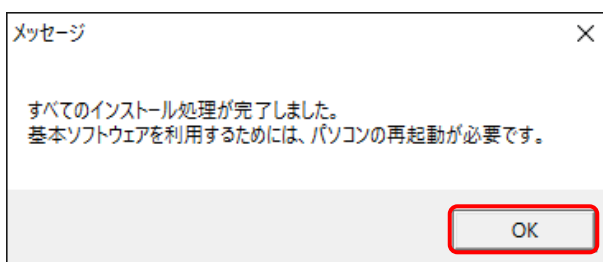 メッセージ
すべてのインストール処理が完了しました。
基本ソフトウェアを利用するためには、パソコンの再起動が必要です。
OK